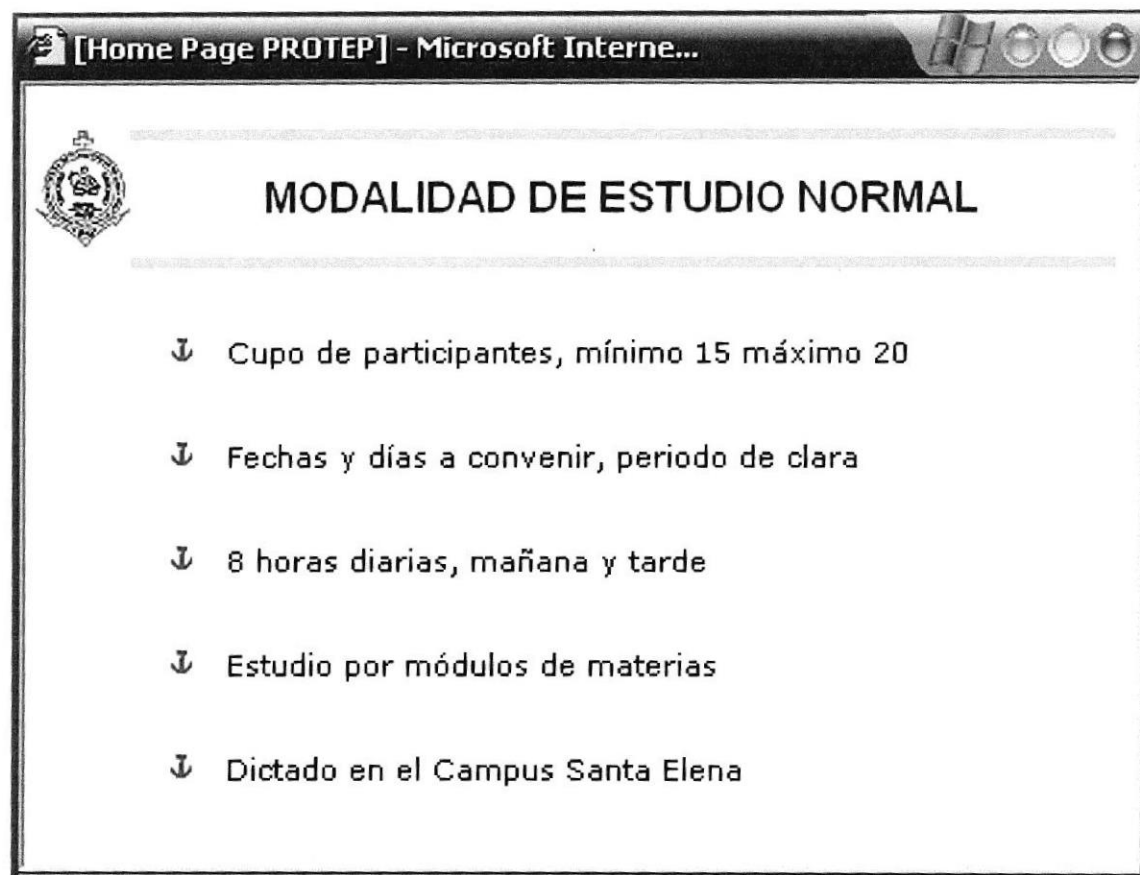 [Home Page PROTEP] - Microsoft Interne...
MODALIDAD DE ESTUDIO NORMAL
Cupo de participantes, mínimo 15 máximo 20
Fechas y días a convenir, periodo de clara
8 horas diarias, mañana y tarde
Estudio por módulos de materias
Dictado en el Campus Santa Elena